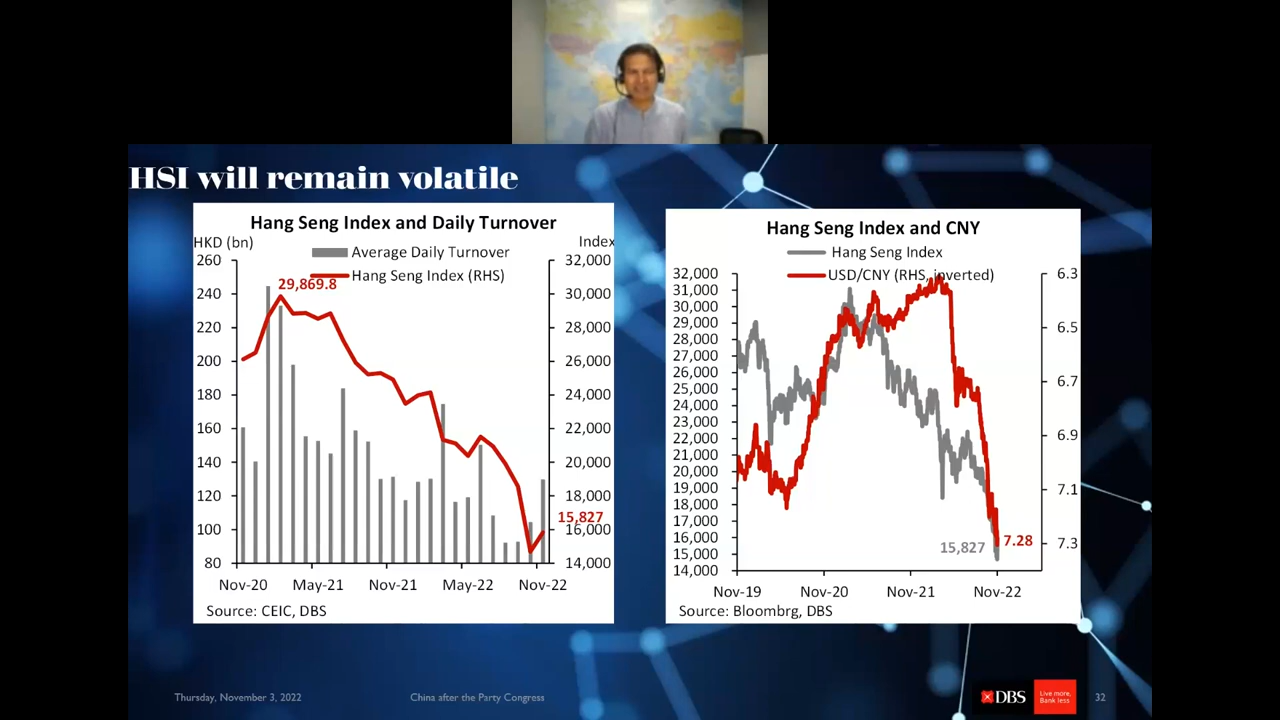 HSI will remain volatile
Hang Seng Index and Daily Turnover
HKD (bn)
Index
Average Daily Turnover
Hang Seng Index (RHS)
260
240
220
200
180
160
140
120
100
80
29,869.8
15,827
32,000
30,000
28,000
26,000
24,000
22,000
20,000
18,000
16,000
14,000
Nov-20 May-21 Nov-21 May-22 Nov-22
Source: CEIC, DBS
Hang Seng Index and CNY
Hang Seng Index
USD/CNY (RHS, inverted)
32,000
31,000
30,000
29,000
28,000
27,000
26,000
25,000
24,000
23,000
22,000
21,000
20,000
19,000
18,000
17,000
16,000
15,000
14,000
15,827
7.28
6.3
6.5
6.7
6.9
7.1
7.3
Nov-19 Nov-20 Nov-21 Nov-22
Source: Bloombrg, DBS
Thursday, November 3, 2022
China after the Party Congress
DBS
Live more,
Bank less
32